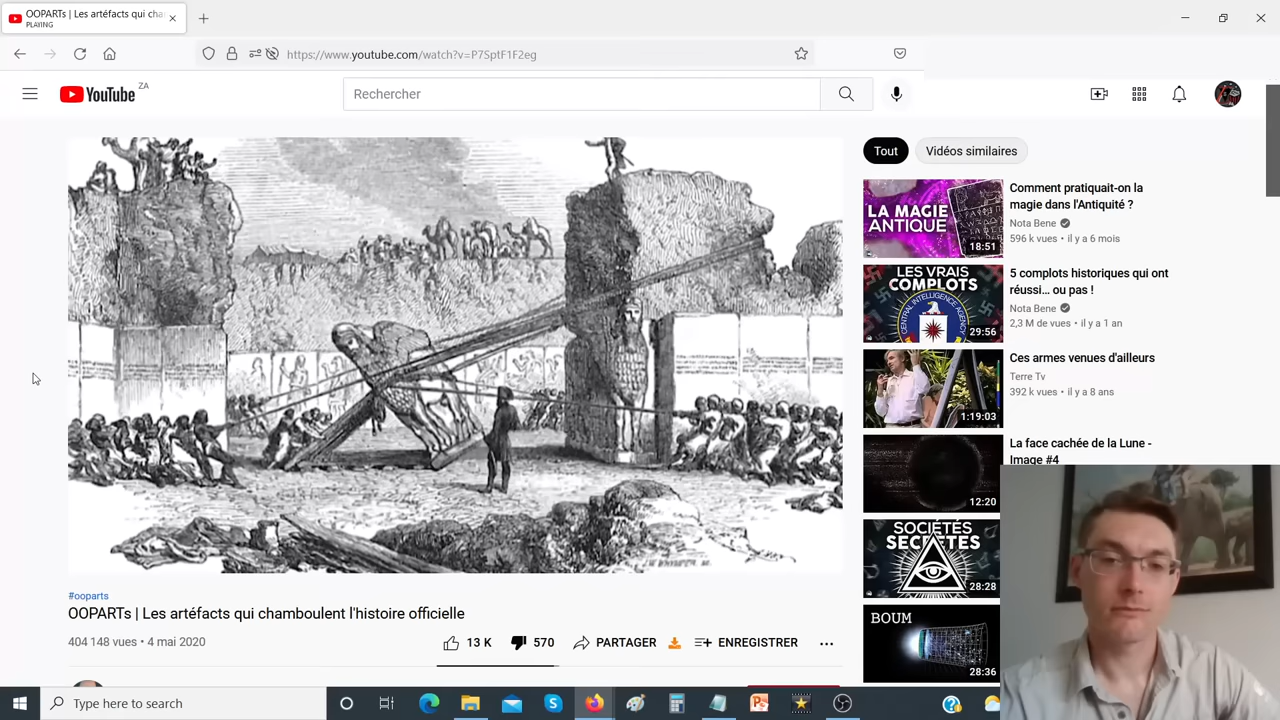 OOPARTs | Les artéfacts qui cha
PLAYING
https://www.youtube.com/watch?v=P7SptF1F2eg
YouTube ZA
Rechercher
Tout
Vidéos similaires
LA MAGIE
ANTIQUE
18:51
Comment pratiquait-on la
magie dans l'Antiquité ?
Nota Bene
596 k vues • il y a 6 mois
LES VRAIS
COMPLOTS
CENTRAL INTELLIGENCE AGENCY
29:56
5 complots historiques qui ont
réussi… ou pas !
Nota Bene
2,3 M de vues • il y a 1 an
1:19:03
Ces armes venues d'ailleurs
Terre Tv
392 k vues • il y a 8 ans
12:20
La face cachée de la Lune -
Image #4
SOCIÉTÉS
SECRÈTES
28:28
BOUM
28:36
#ooparts
OOPARTs | Les artéfacts qui chamboulent l'histoire officielle
404 148 vues • 4 mai 2020
13 K
570
PARTAGER
ENREGISTRER
Type here to search